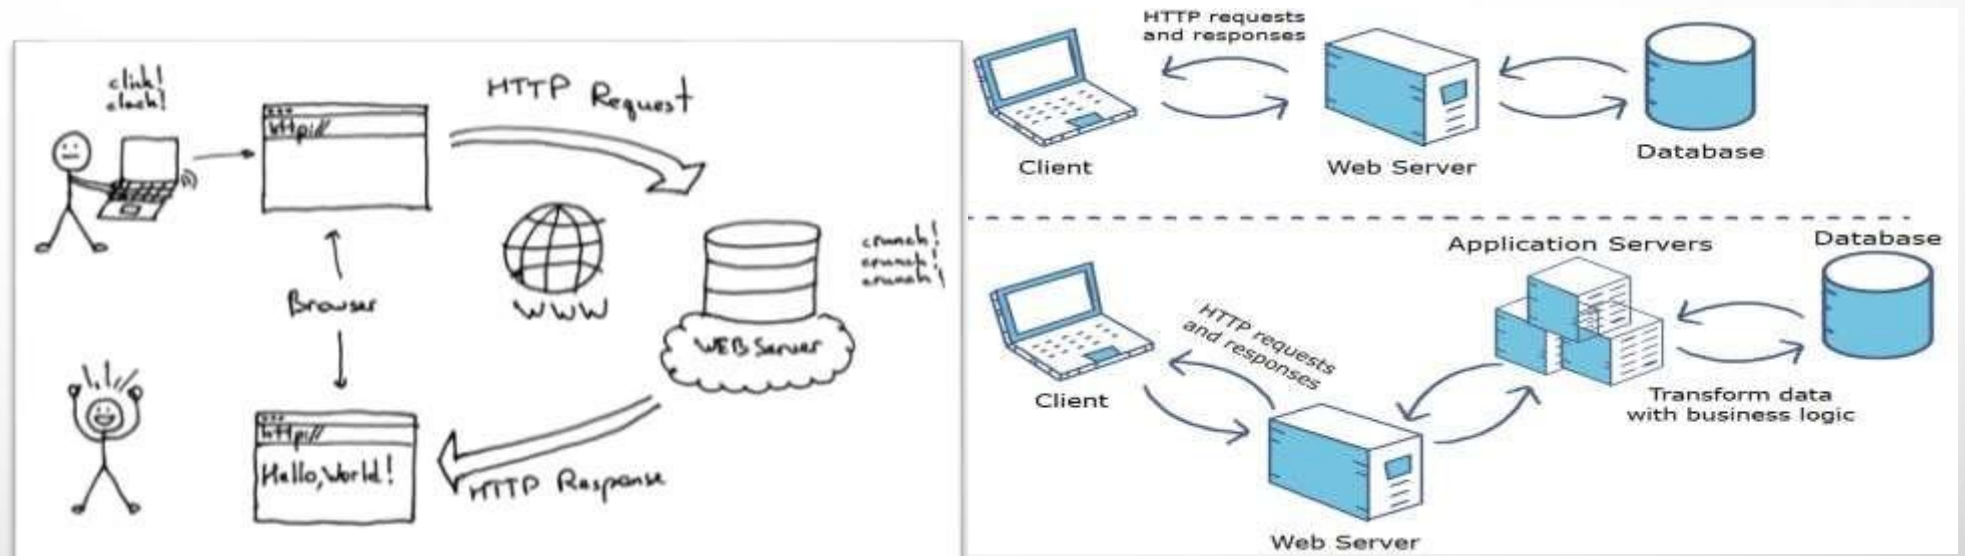 click!
clack!
http://
HTTP Request
Browser
WWW
crunch!
crunch!
crunch!
WEB Server
http://
Hello, World!
HTTP Response
HTTP requests
and responses
Client
Web Server
Database
Application Servers
Database
HTTP requests
and responses
Client
Transform data
with business logic
Web Server